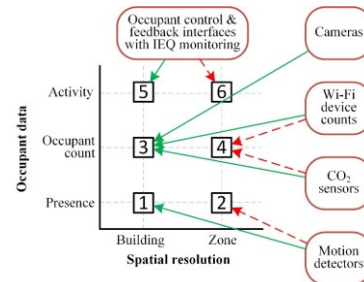 Occupant control &
feedback interfaces
with IEQ monitoring
Cameras
Wi-Fi
device
counts
CO₂
sensors
Motion
detectors
Occupant data
Activity
Occupant
count
Presence
5
6
3
4
1
2
Building
Zone
Spatial resolution